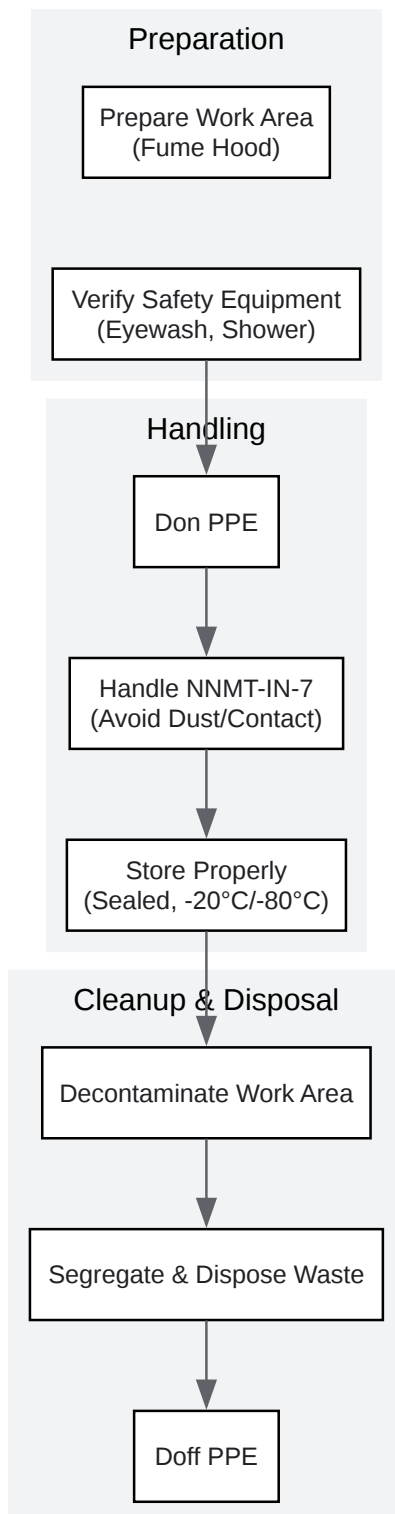 Preparation
Prepare Work Area
(Fume Hood)
Verify Safety Equipment
(Eyewash, Shower)
Handling
Don PPE
Handle NNMT-IN-7
(Avoid Dust/Contact)
Store Properly
(Sealed, -20°C/-80°C)
Cleanup & Disposal
Decontaminate Work Area
Segregate & Dispose Waste
Doff PPE